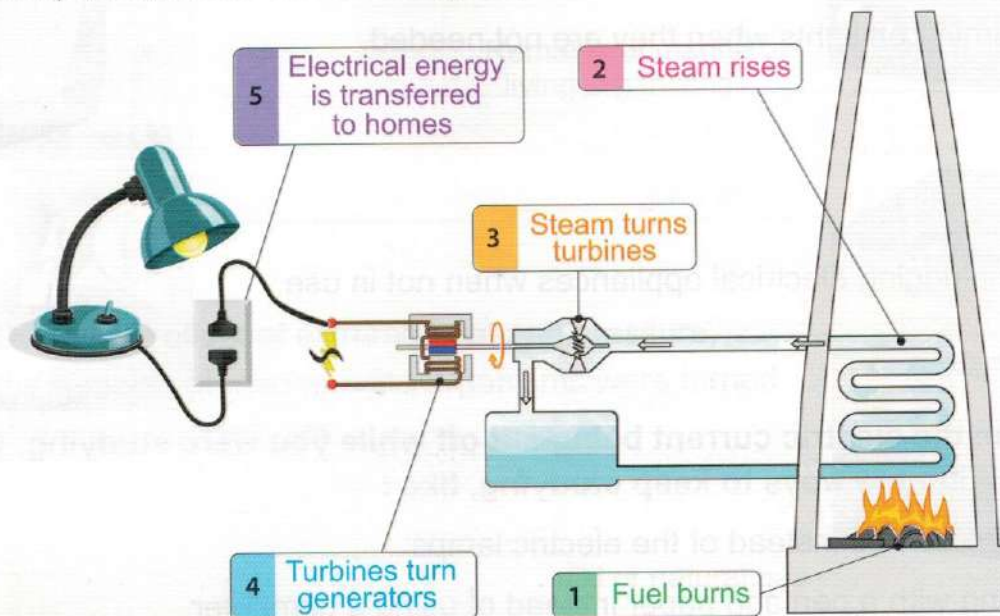 5 Electrical energy
is transferred
to homes
2 Steam rises
3 Steam turns
turbines
4 Turbines turn
generators
1 Fuel burns